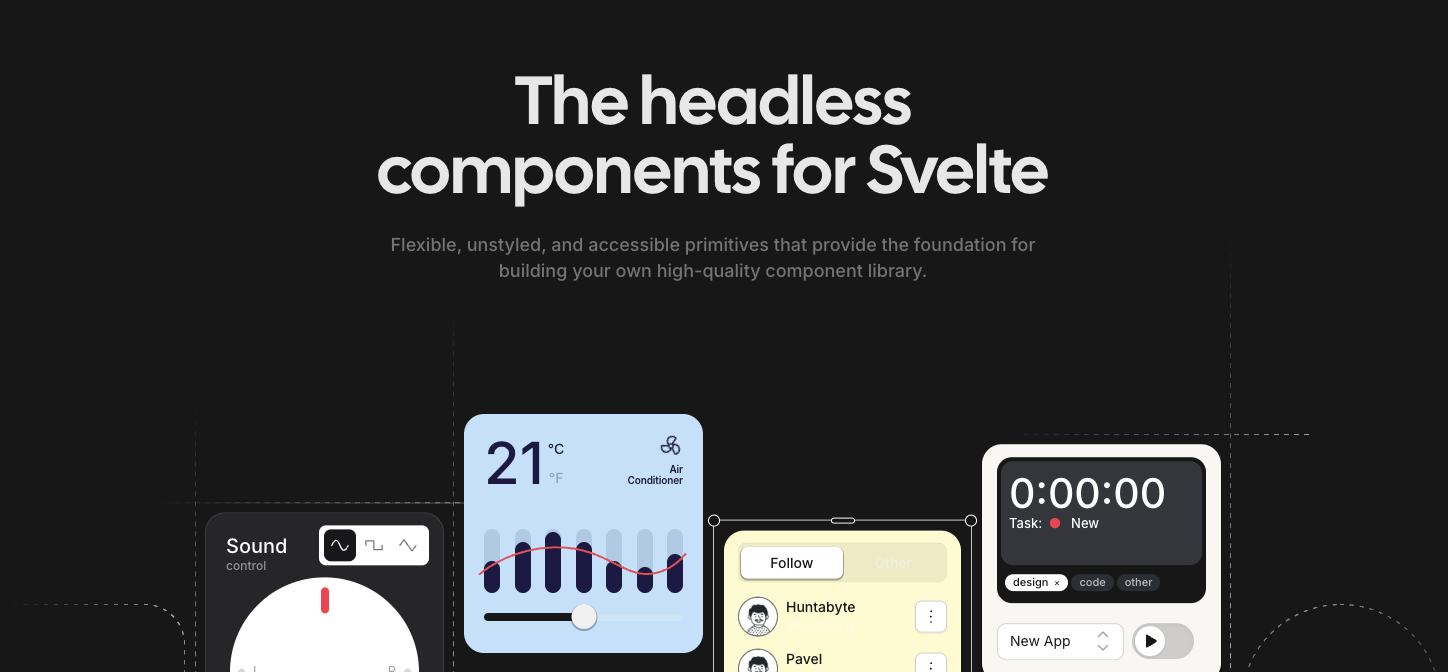 The headless
components for Svelte
Flexible, unstyled, and accessible primitives that provide the foundation for
building your own high-quality component library.
Sound
control
L
R
21
°C
°F
Air
Conditioner
Follow
Other
Huntabyte
Pavel
0:00:00
Task: New
design × code other
New App